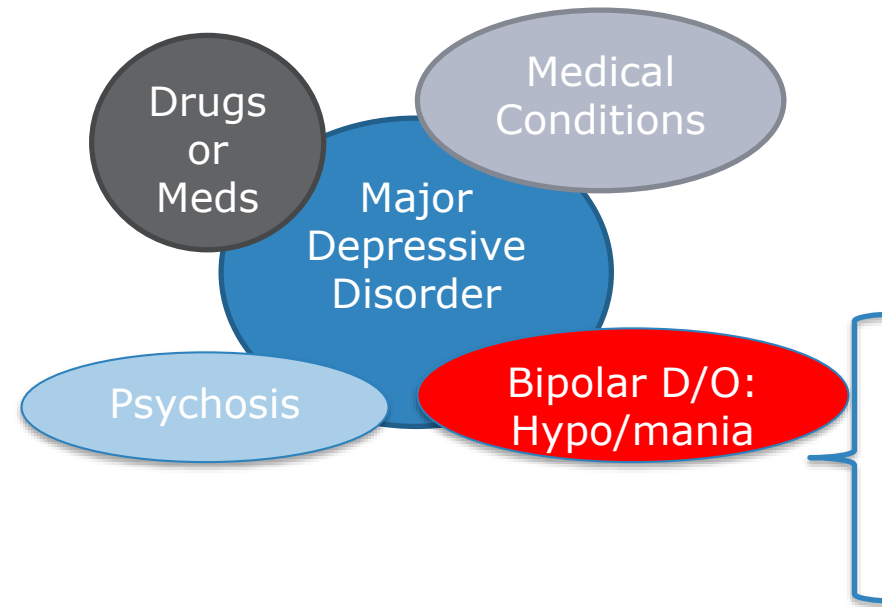 Drugs
or
Meds
Medical
Conditions
Major
Depressive
Disorder
Psychosis
Bipolar D/O:
Hypo/mania